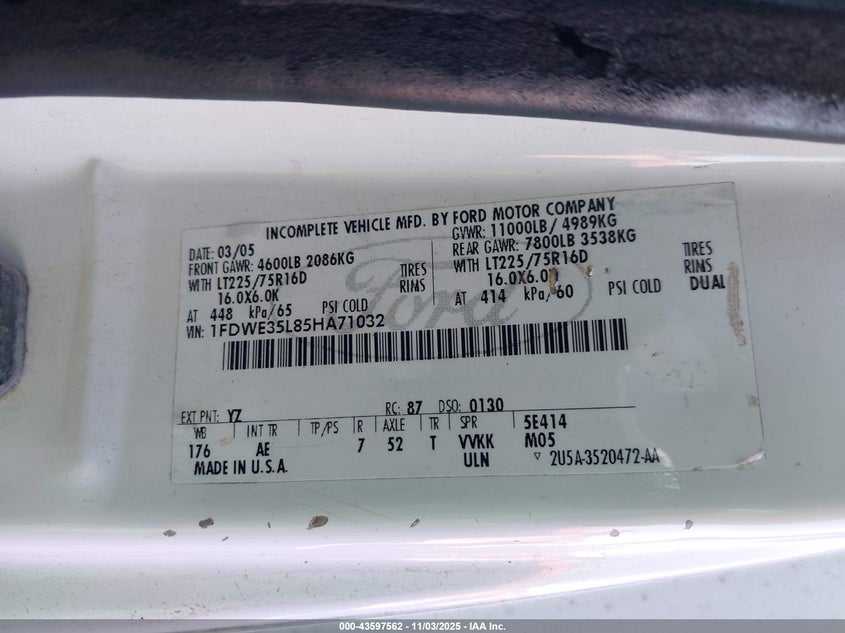 INCOMPLETE VEHICLE MFD. BY FORD MOTOR COMPANY
DATE: 03/05 GVWR: 11000LB/ 4989KG
FRONT GAWR: 4600LB 2086KG REAR GAWR: 7800LB 3538KG
WITH LT225/75R16D TIRES WITH LT225/75R16D TIRES
16.0X6.0K RIMS 16.0X6.0K RIMS
AT 448 kPa/65 PSI COLD AT 414 kPa/60 PSI COLD DUAL
VIN: 1FDWE35L85HA71032
Ford
EXT PNT: YZ RC: 87 DSO: 0130
WB INT TR TP/PS R AXLE TR SPR 5E414
176 AE 7 52 T VVKK M05
MADE IN U.S.A. ULN ▽ 2U5A-3520472-AA
000-43597562 - 11/03/2025 - IAA Inc.